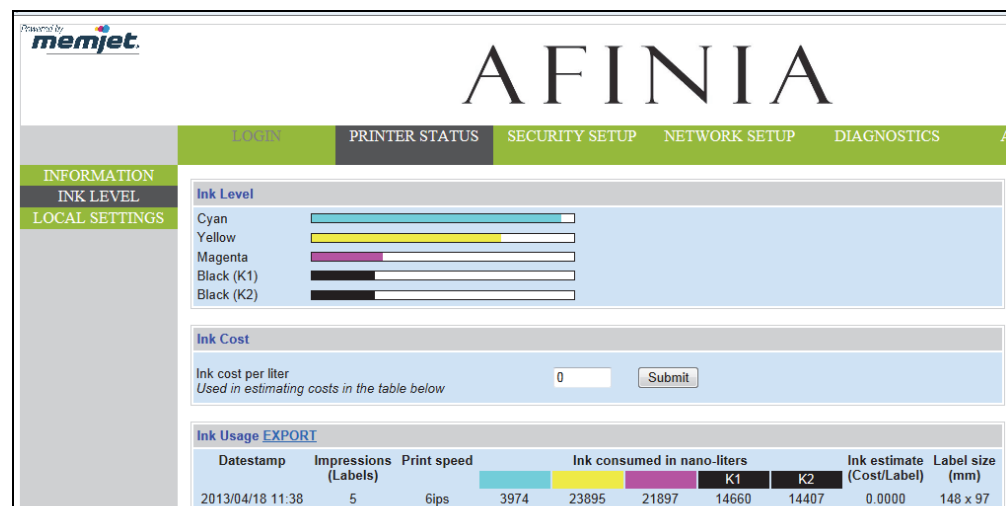 Powered by
memjet.
AFINIA
LOGIN PRINTER STATUS SECURITY SETUP NETWORK SETUP DIAGNOSTICS
INFORMATION
INK LEVEL
LOCAL SETTINGS
Ink Level
Cyan
Yellow
Magenta
Black (K1)
Black (K2)
Ink Cost
Ink cost per liter 0 Submit
Used in estimating costs in the table below
Ink Usage EXPORT
Datestamp Impressions Print speed Ink consumed in nano-liters Ink estimate Label size
(Labels) K1 K2 (Cost/Label) (mm)
2013/04/18 11:38 5 6ips 3974 23895 21897 14660 14407 0.0000 148 x 97